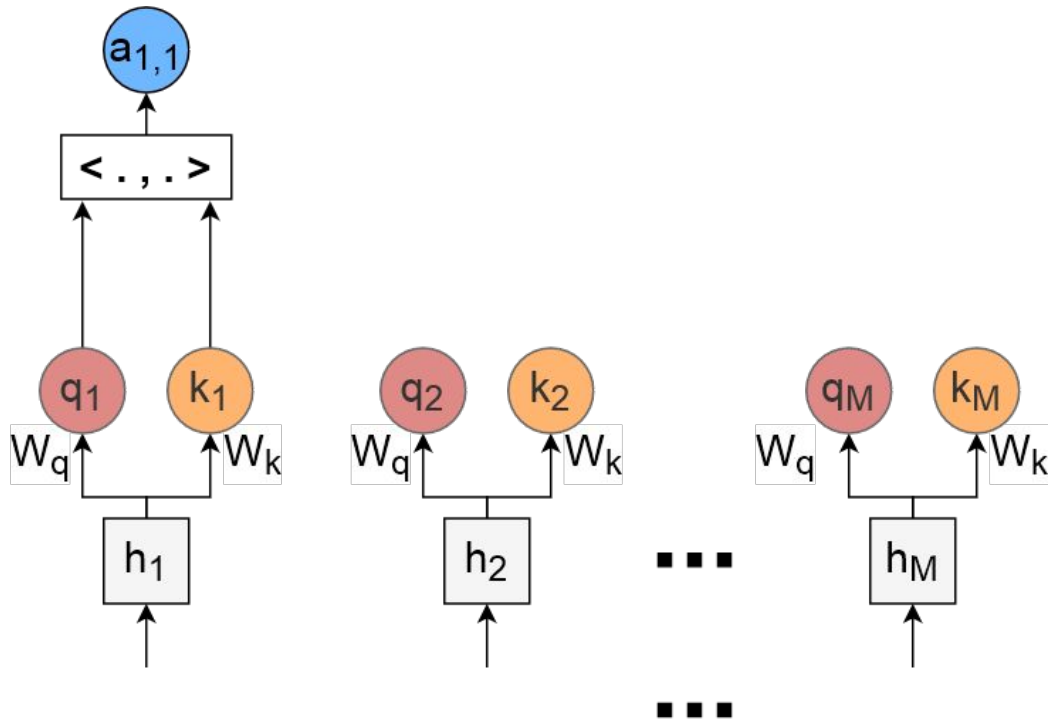 a1,1
< . , . >
q1 k1 q2 k2 qM kM
Wq Wk Wq Wk Wq Wk
h1 h2 ... hM
...